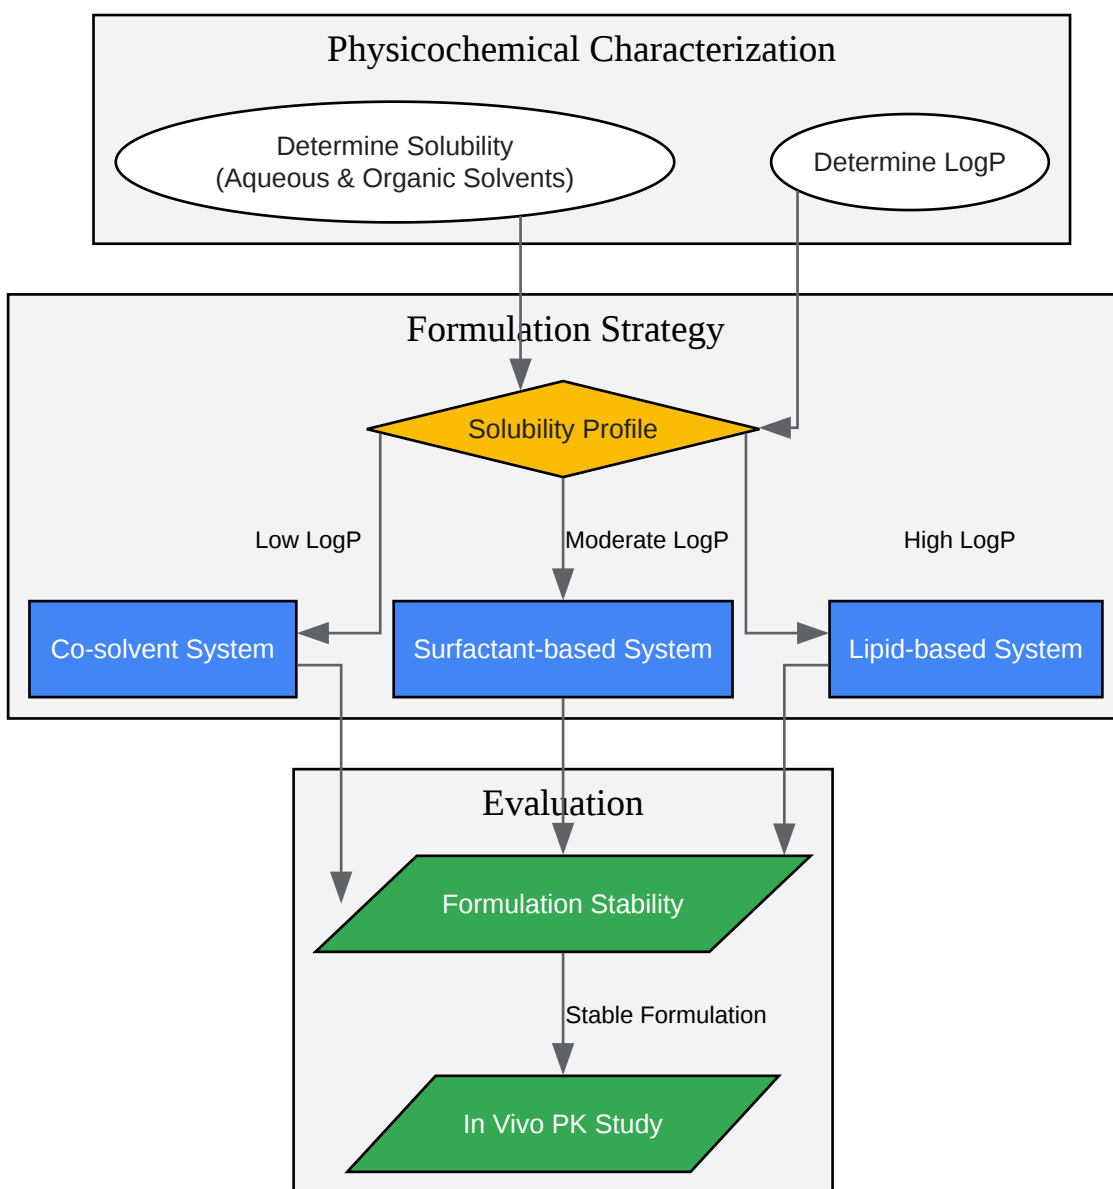 Physicochemical Characterization
Determine Solubility
(Aqueous & Organic Solvents)
Determine LogP
Formulation Strategy
Solubility Profile
Low LogP
Moderate LogP
High LogP
Co-solvent System
Surfactant-based System
Lipid-based System
Evaluation
Formulation Stability
Stable Formulation
In Vivo PK Study